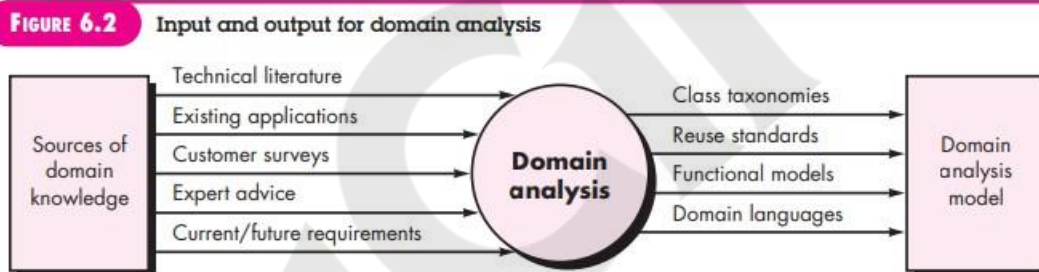 FIGURE 6.2 Input and output for domain analysis
Sources of
domain
knowledge
Technical literature
Existing applications
Customer surveys
Expert advice
Current/future requirements
Domain
analysis
Class taxonomies
Reuse standards
Functional models
Domain languages
Domain
analysis
model